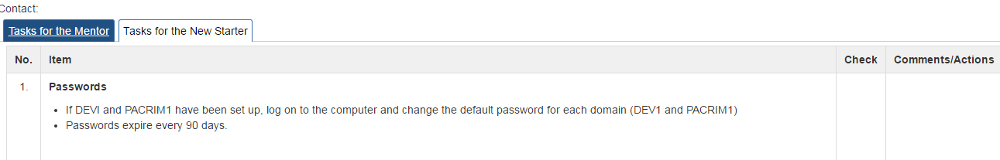 Contact:
Tasks for the Mentor Tasks for the New Starter
No. Item Check Comments/Actions
1. Passwords
• If DEVI and PACRIM1 have been set up, log on to the computer and change the default password for each domain (DEV1 and PACRIM1)
• Passwords expire every 90 days.